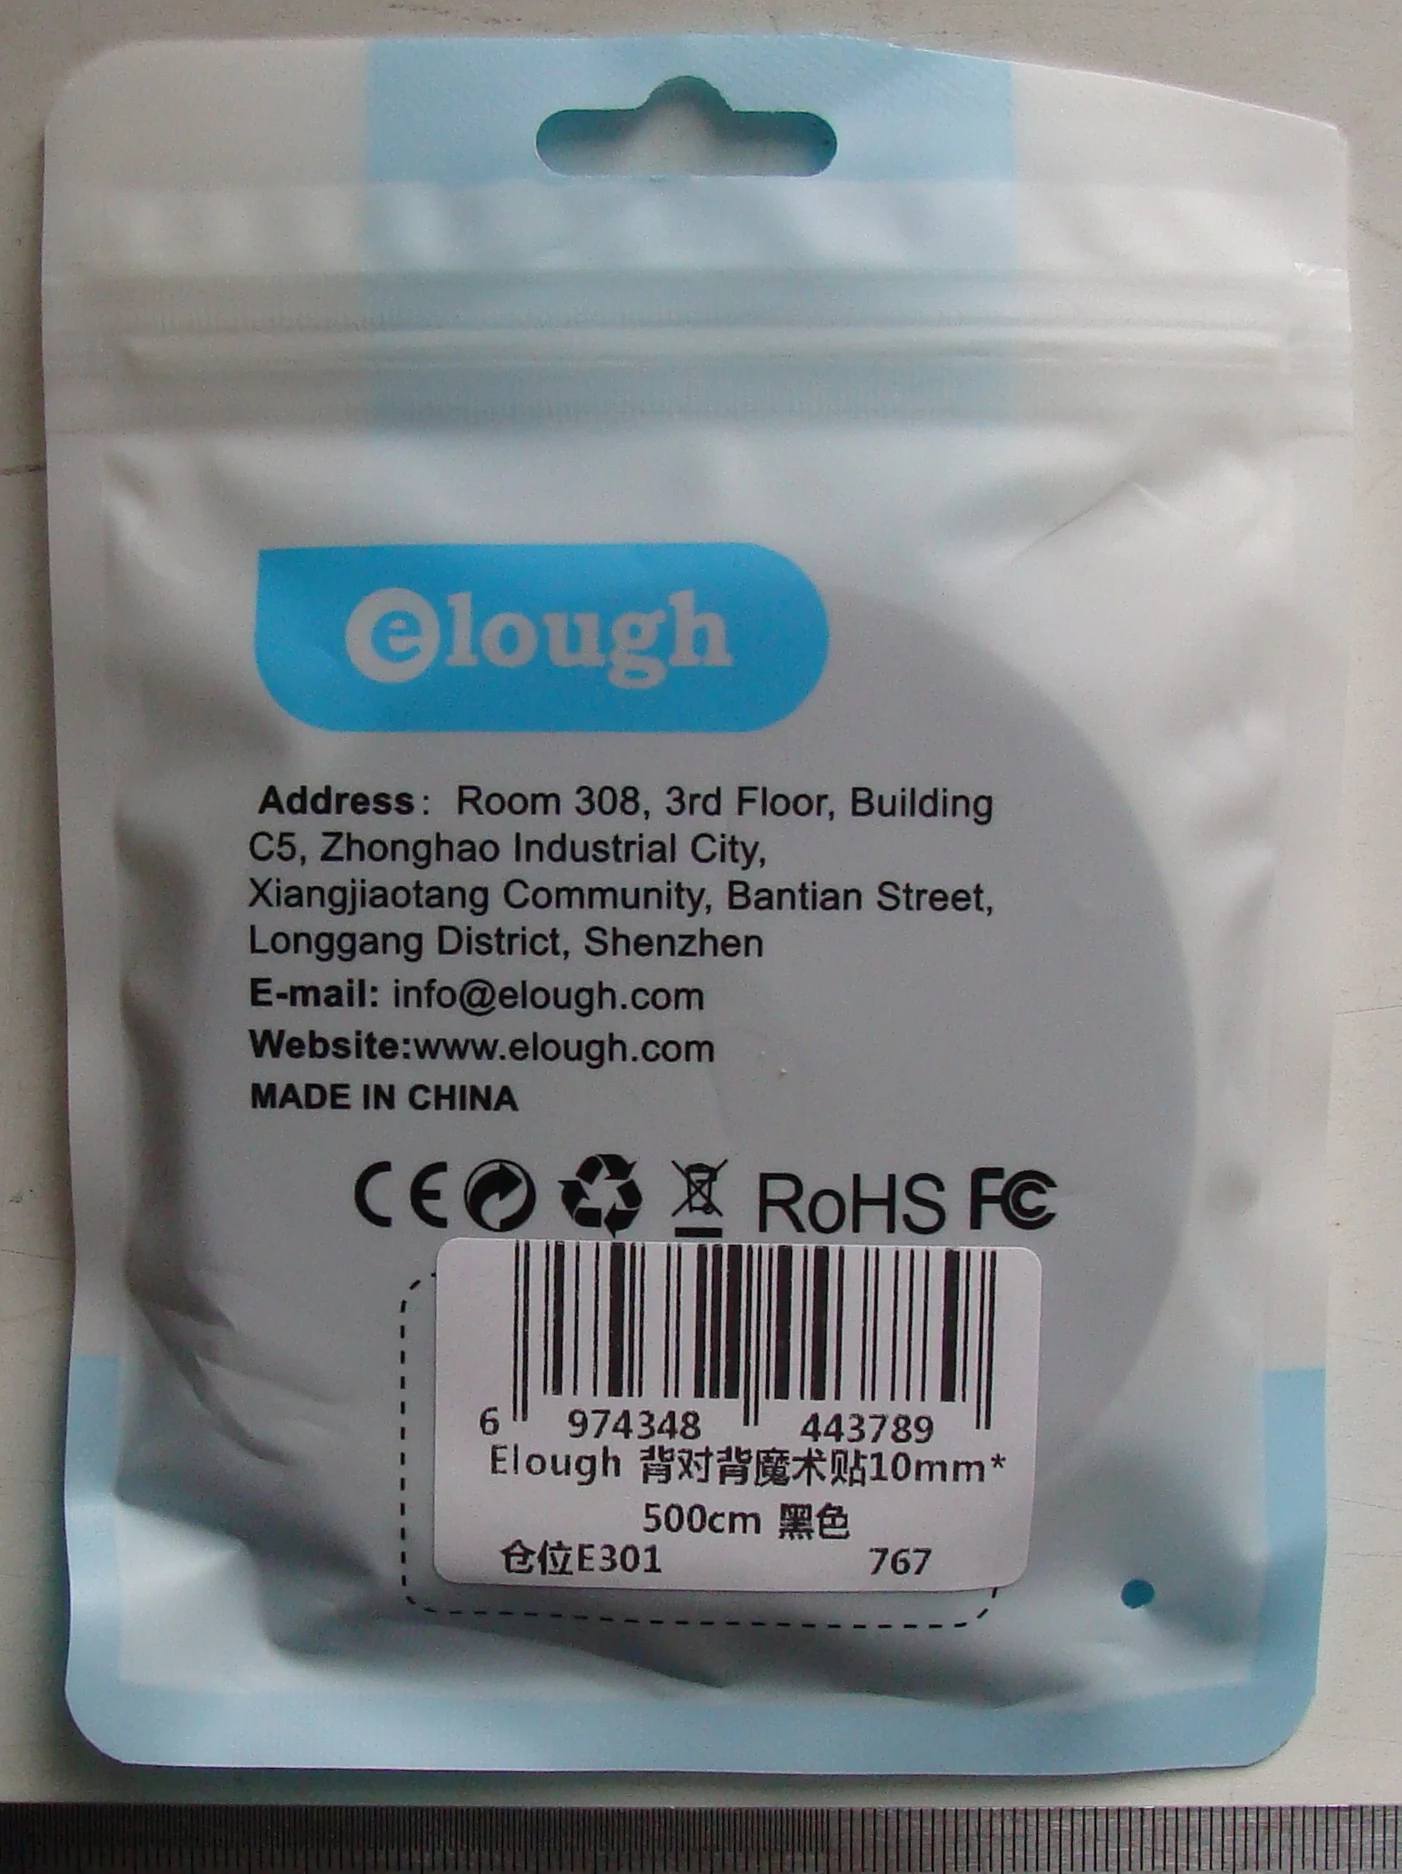 elough
Address： Room 308, 3rd Floor, Building
C5, Zhonghao Industrial City,
Xiangjiaotang Community, Bantian Street,
Longgang District, Shenzhen
E-mail: info@elough.com
Website:www.elough.com
MADE IN CHINA
CE RoHS FC
6 974348 443789
Elough 背对背魔术贴10mm*
500cm 黑色
仓位E301 767